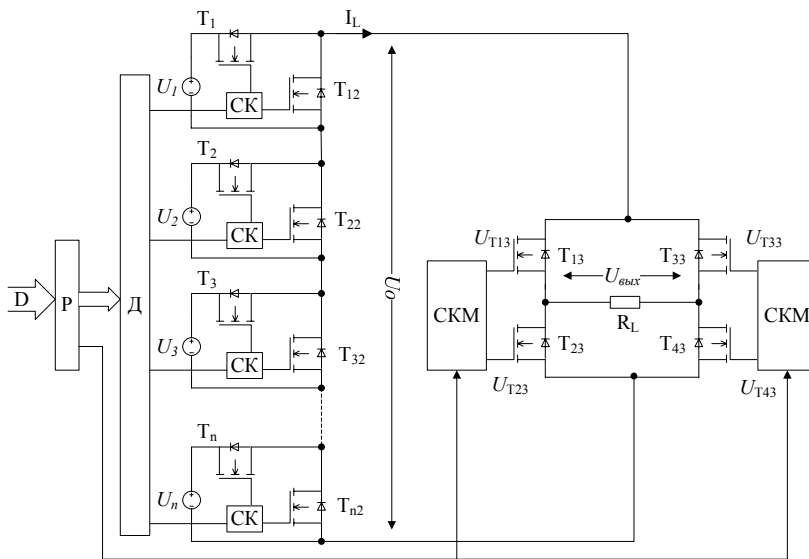 T1
IL
U1
СК
T12
T2
U2
СК
T22
T3
U3
СК
T32
Tn
Un
СК
Tn2
D
Р
Д
Uo
UT13
T13
T33
UT33
Uвых
СКМ
RL
СКМ
T23
T43
UT23
UT43